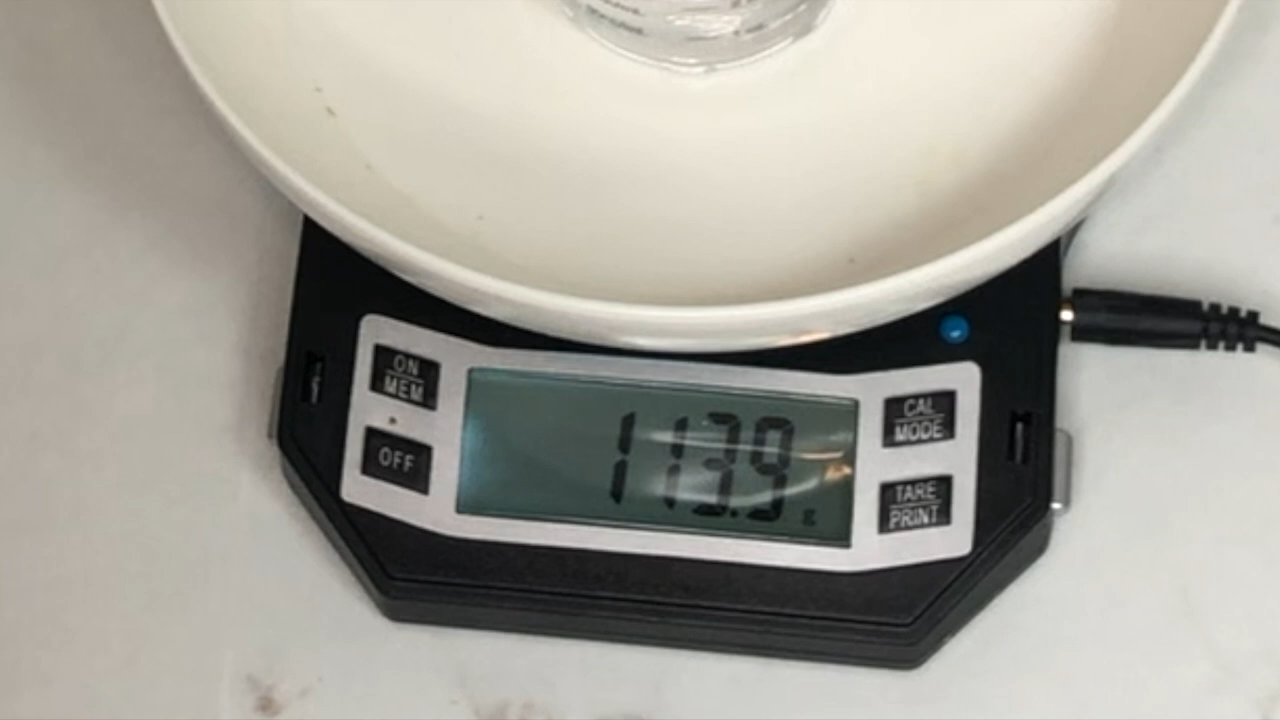 ON
MEM
OFF
113.9 g
CAL
MODE
TARE
PRINT